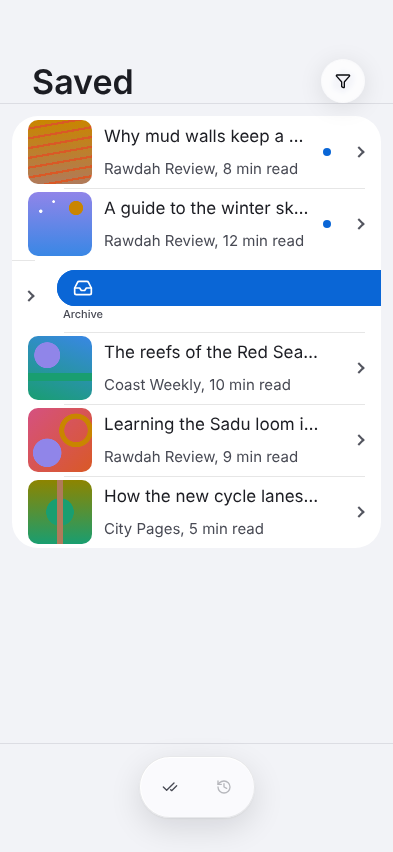 Saved
Why mud walls keep a ...
Rawdah Review, 8 min read
A guide to the winter sk...
Rawdah Review, 12 min read
Archive
The reefs of the Red Sea...
Coast Weekly, 10 min read
Learning the Sadu loom i...
Rawdah Review, 9 min read
How the new cycle lanes...
City Pages, 5 min read